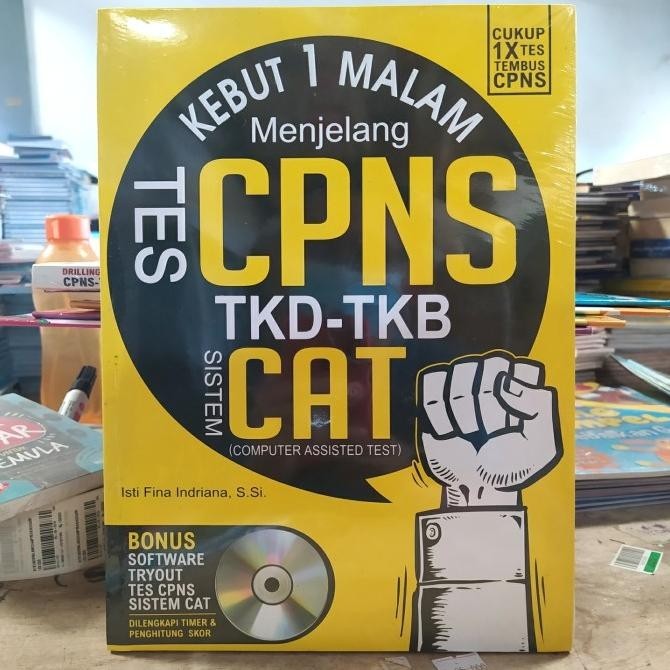 CUKUP
1X TES
TEMBUS
CPNS
KEBUT 1 MALAM
Menjelang
TES
CPNS
TKD-TKB
SISTEM
CAT
(COMPUTER ASSISTED TEST)
Isti Fina Indriana, S.Si.
BONUS
SOFTWARE
TRYOUT
TES CPNS
SISTEM CAT
DILENGKAPI TIMER &
PENGHITUNG SKOR
DRILLING
CPNS-